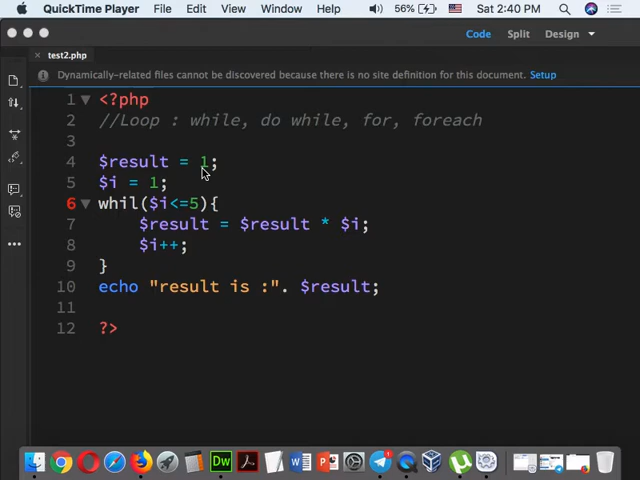 QuickTime Player File Edit View Window Help 56% Sat 2:40 PM
Code Split Design
× test2.php
Dynamically-related files cannot be discovered because there is no site definition for this document. Setup
1 <?php
2 //Loop : while, do while, for, foreach
3
4 $result = 1;
5 $i = 1;
6 whil($i<=5){
7 $result = $result * $i;
8 $i++;
9 }
10 echo "result is :". $result;
11
12 ?>
Dw W P